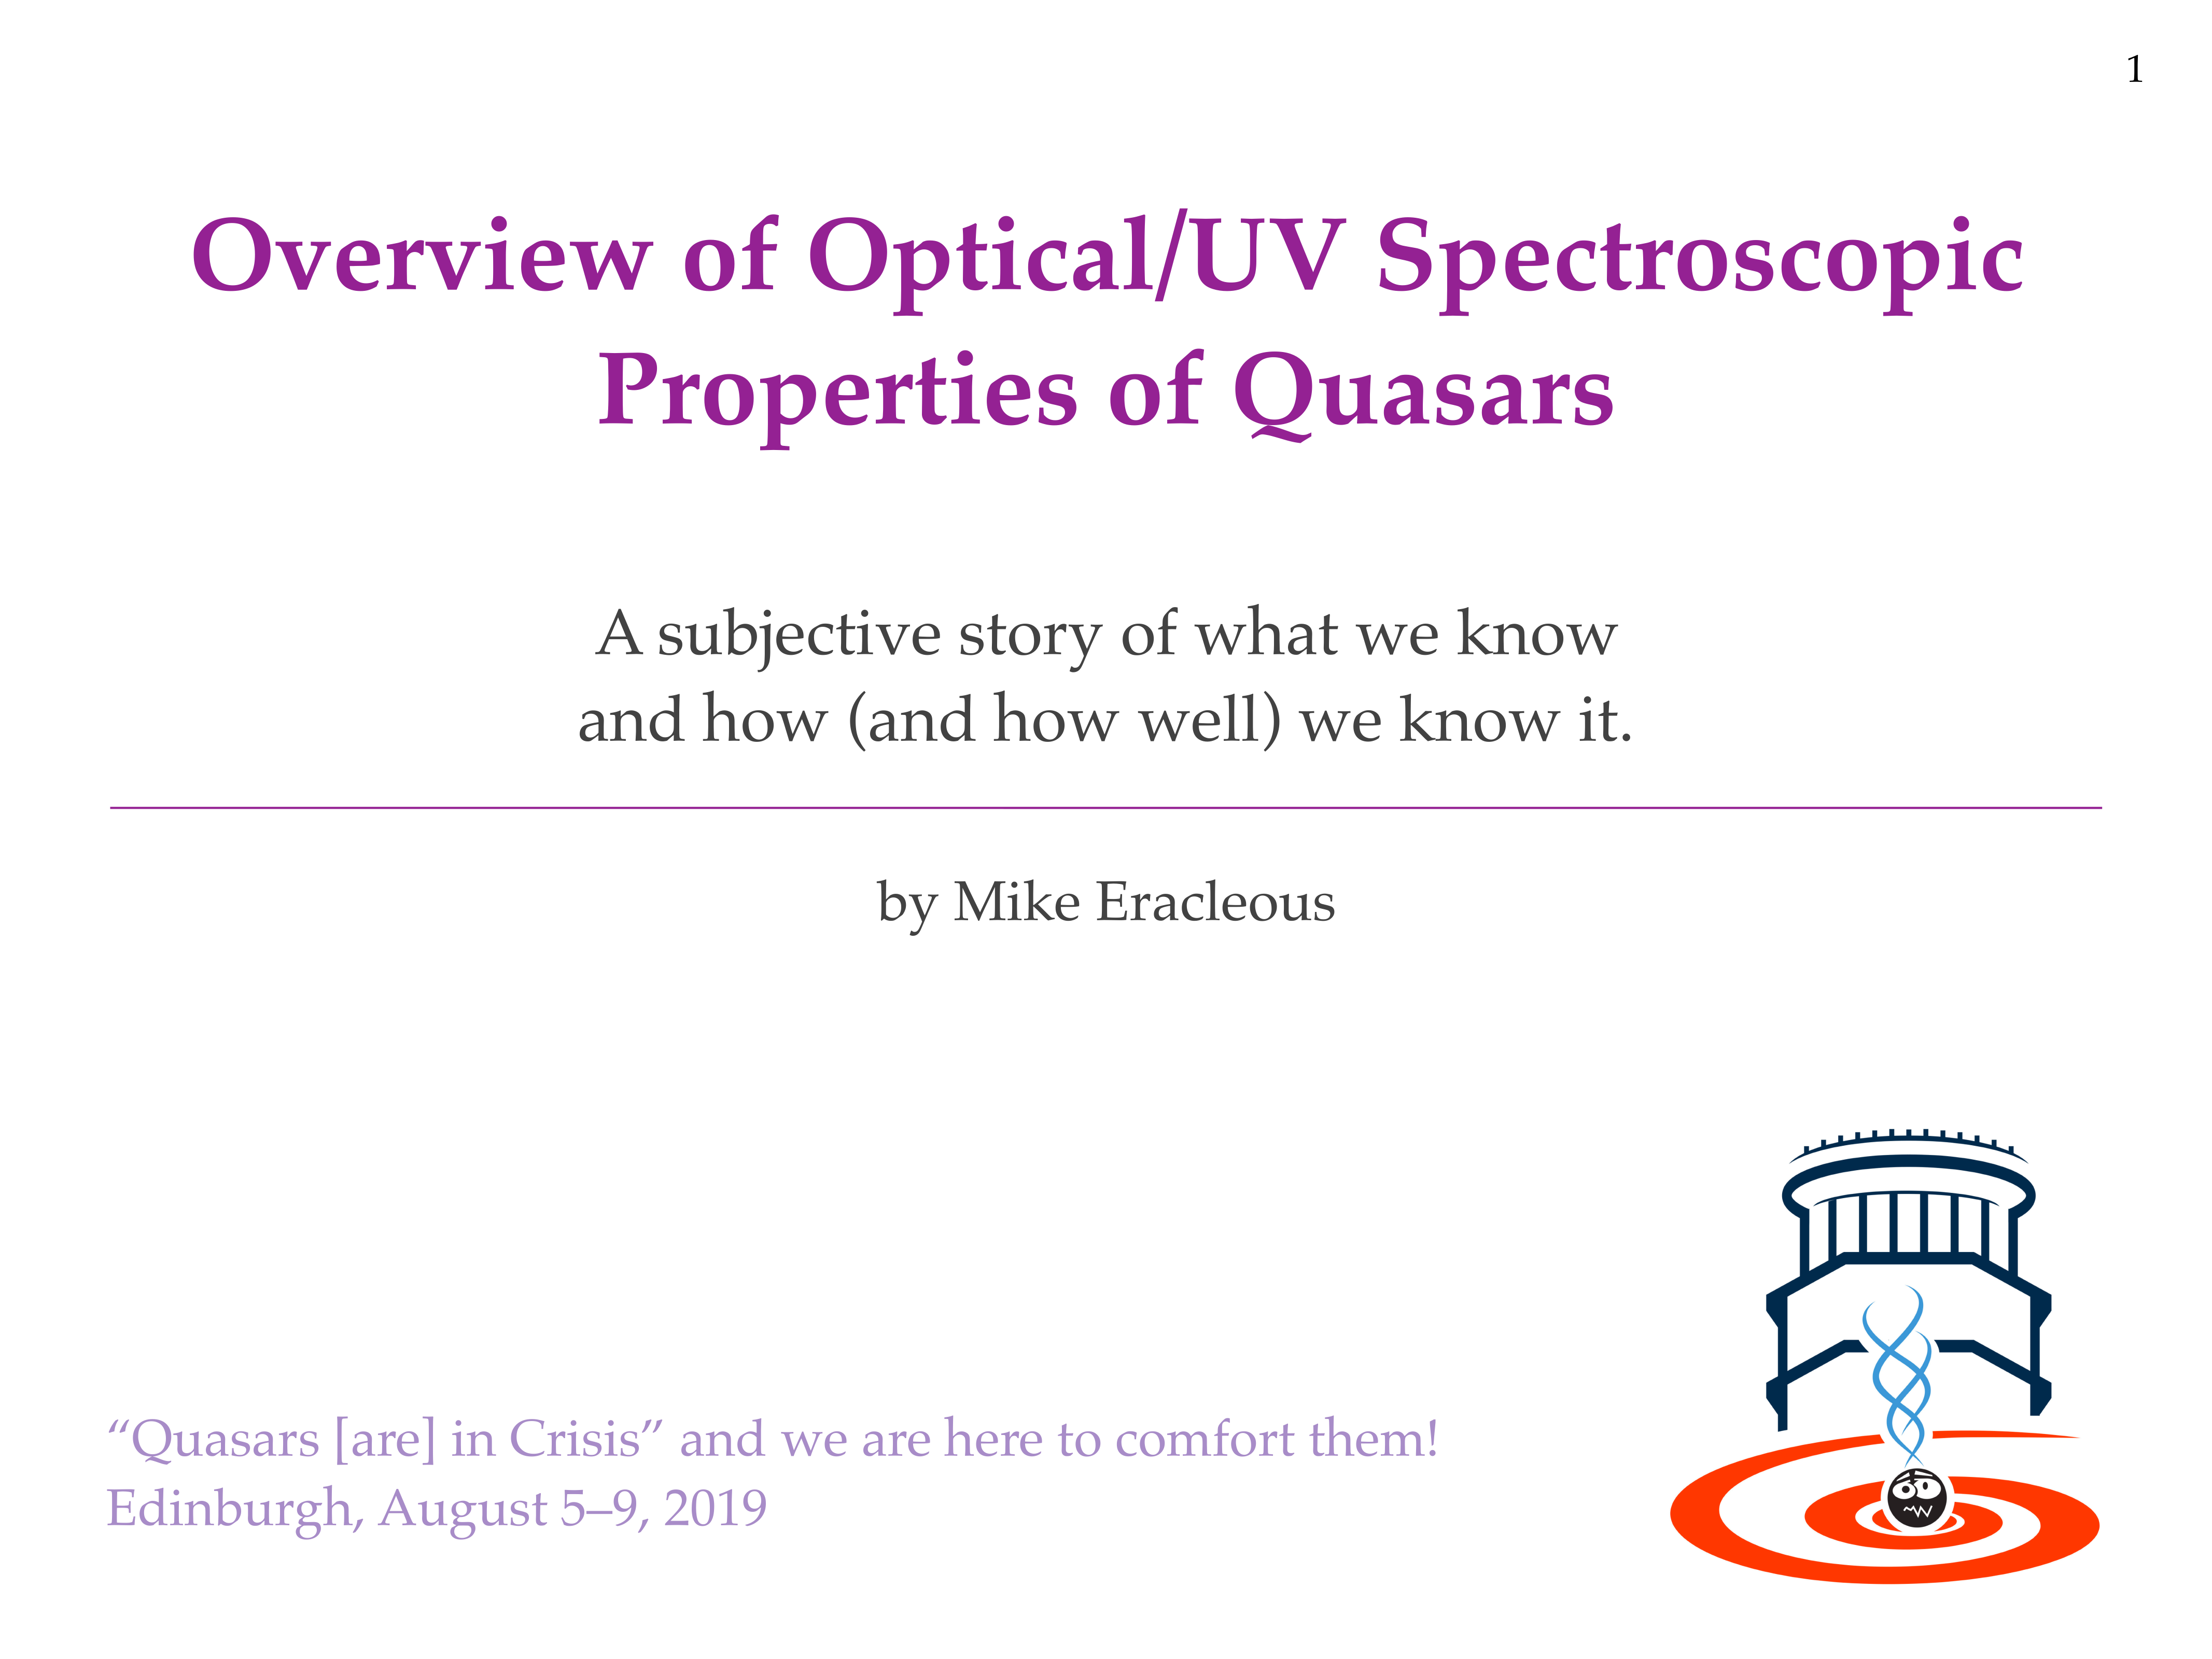 1
Overview of Optical/UV Spectroscopic
Properties of Quasars
A subjective story of what we know
and how (and how well) we know it.
by Mike Eracleous
“Quasars [are] in Crisis” and we are here to comfort them!
Edinburgh, August 5–9, 2019